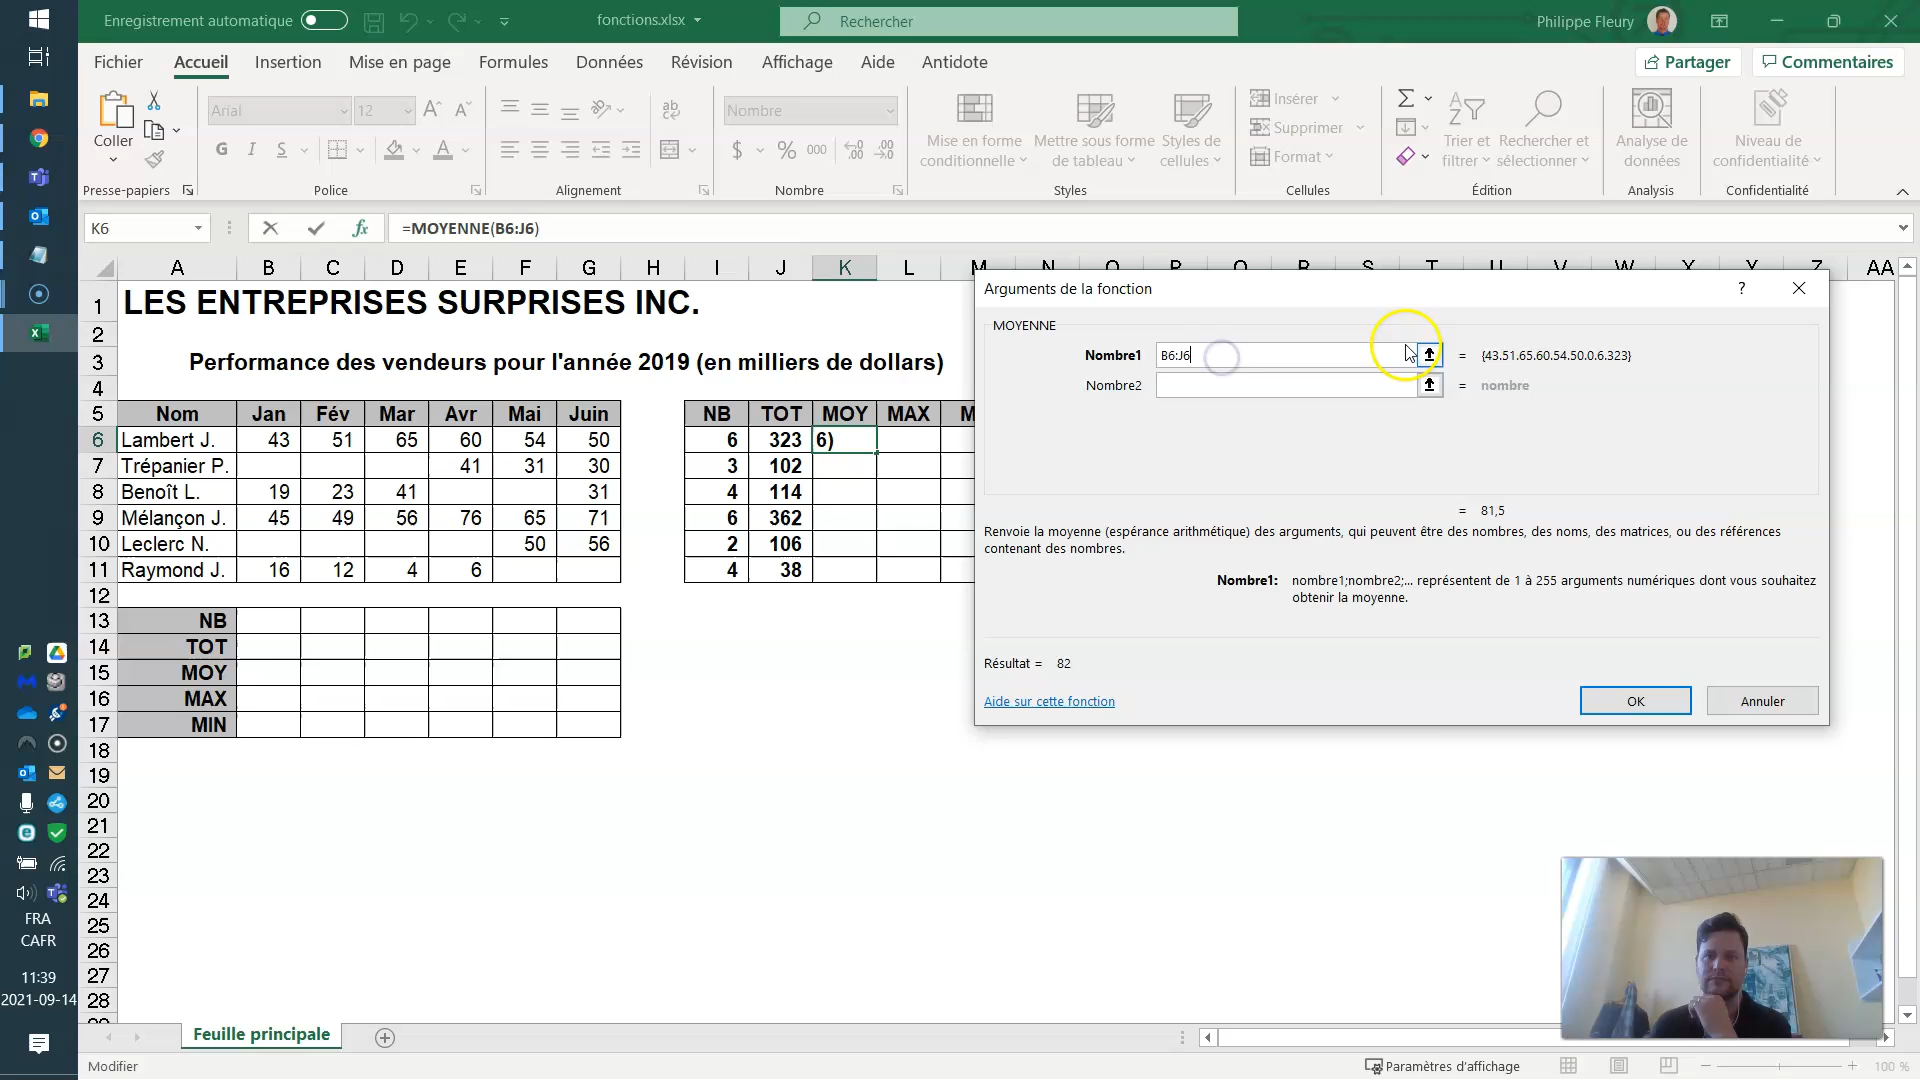 Enregistrement automatique
fonctions.xlsx
Rechercher
Philippe Fleury
Fichier Accueil Insertion Mise en page Formules Données Révision Affichage Aide Antidote
Partager Commentaires
Coller
Arial 12
G I S
ab
Nombre
$ % 000
Mise en forme conditionnelle
Mettre sous forme de tableau
Styles de cellules
Insérer
Supprimer
Format
Trier et filtrer
Rechercher et sélectionner
Analyse de données
Niveau de confidentialité
Presse-papiers Police Alignement Nombre Styles Cellules Édition Analysis Confidentialité
K6
fx
=MOYENNE(B6:J6)
A B C D E F G H I J K L M N O P Q R S T U V W X Y Z AA
1 LES ENTREPRISES SURPRISES INC.
2
3 Performance des vendeurs pour l'année 2019 (en milliers de dollars)
4
5 Nom Jan Fév Mar Avr Mai Juin NB TOT MOY MAX M
6 Lambert J. 43 51 65 60 54 50 6 323 6)
7 Trépanier P. 41 31 30 3 102
8 Benoît L. 19 23 41 31 4 114
9 Mélançon J. 45 49 56 76 65 71 6 362
10 Leclerc N. 50 56 2 106
11 Raymond J. 16 12 4 6 4 38
12
13 NB
14 TOT
15 MOY
16 MAX
17 MIN
18
19
20
21
22
23
24
25
26
27
28
Arguments de la fonction
?
MOYENNE
Nombre1 B6:J6 = {43.51.65.60.54.50.0.6.323}
Nombre2 = nombre
= 81,5
Renvoie la moyenne (espérance arithmétique) des arguments, qui peuvent être des nombres, des noms, des matrices, ou des références
contenant des nombres.
Nombre1: nombre1;nombre2;... représentent de 1 à 255 arguments numériques dont vous souhaitez
obtenir la moyenne.
Résultat = 82
Aide sur cette fonction
OK Annuler
FRA
CAFR
11:39
2021-09-14
Feuille principale
Modifier
Paramètres d'affichage
100 %